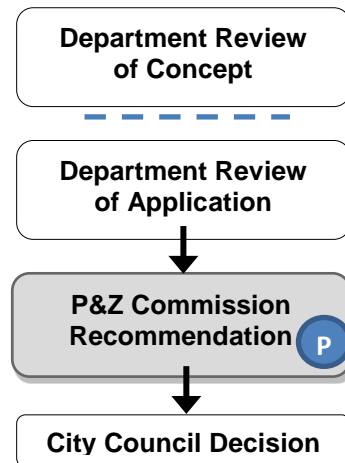 Department Review
of Concept
Department Review
of Application
P&Z Commission
Recommendation
P
City Council Decision